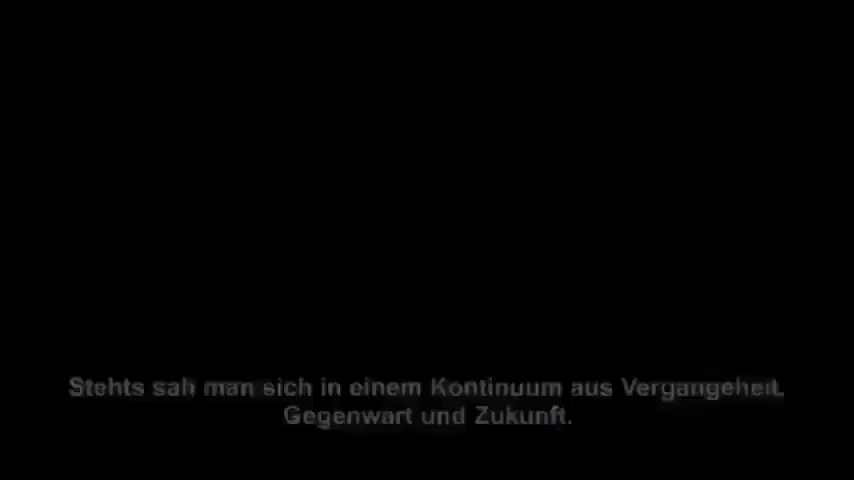 Stehts sah man sich in einem Kontinuum aus Vergangeheit,
Gegenwart und Zukunft.